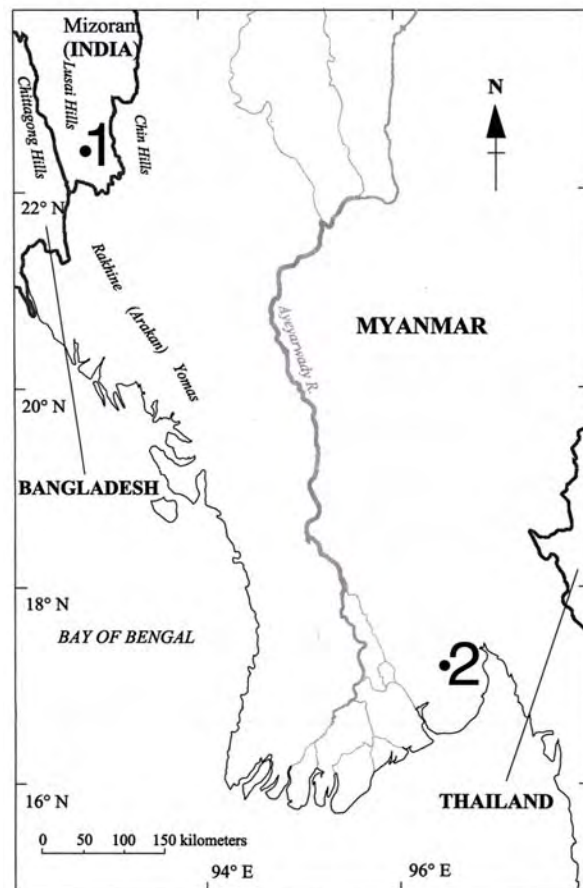 Mizoram
(INDIA)
Lusai Hills
Chittagong Hills
Chin Hills
1
N
22° N
Rakhine
(Arakan)
Yomas
Ayeyarwady R.
MYANMAR
20° N
BANGLADESH
18° N
BAY OF BENGAL
2
16° N
THAILAND
0 50 100 150 kilometers
94° E
96° E